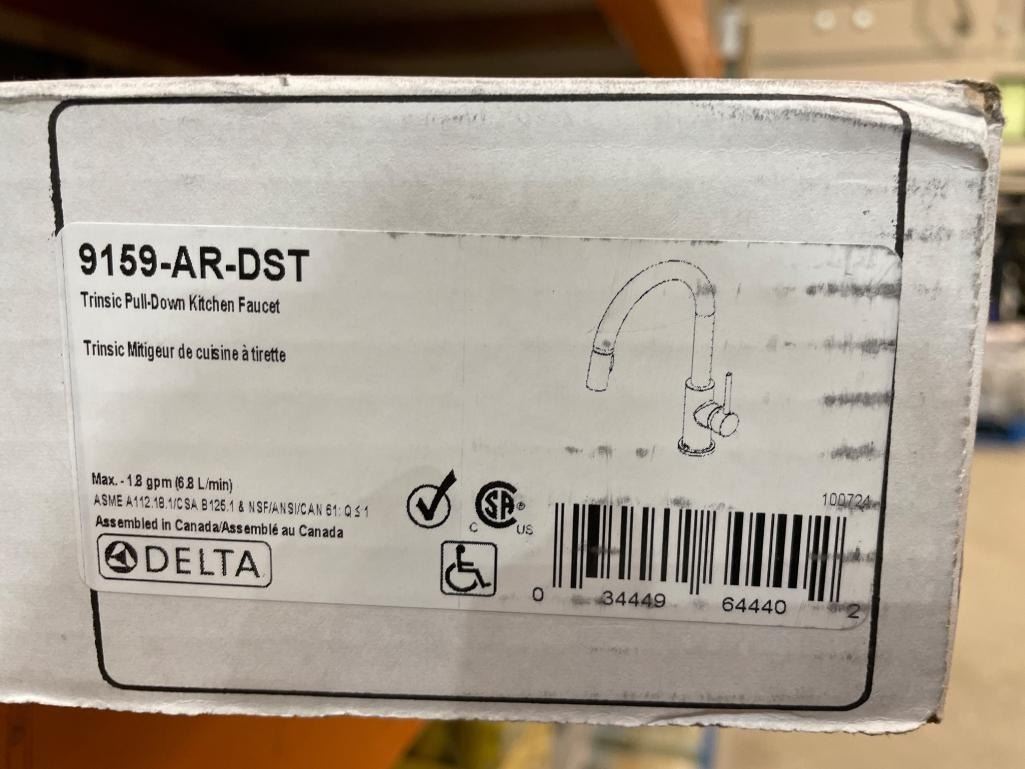 9159-AR-DST
Trinsic Pull-Down Kitchen Faucet
Trinsic Mitigeur de cuisine à tirette
Max. - 1.8 gpm (6.8 L/min)
ASME A112.18.1/CSA B125.1 & NSF/ANSI/CAN 61: Q ≤ 1
Assembled in Canada/Assemblé au Canada
DELTA
C SA ® US
100724
0 34449 64440 2